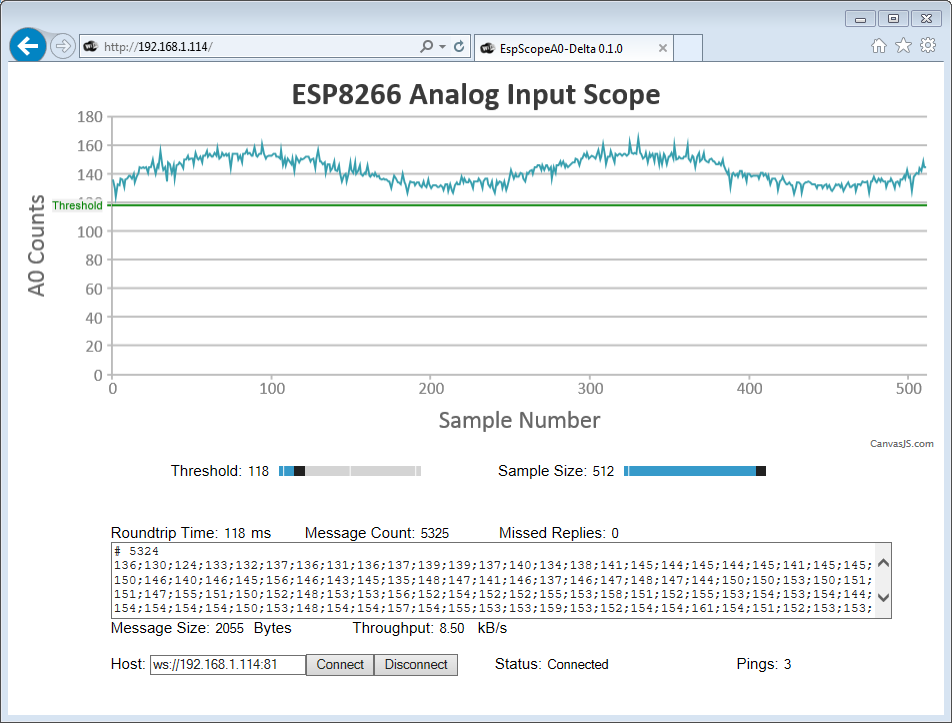 http://192.168.1.114/
EspScopeA0-Delta 0.1.0
ESP8266 Analog Input Scope
180
160
140
120
Threshold
100
80
60
40
20
0
A0 Counts
0 100 200 300 400 500
Sample Number
CanvasJS.com
Threshold: 118 Sample Size: 512
Roundtrip Time: 118 ms Message Count: 5325 Missed Replies: 0
# 5324
136;130;124;133;132;137;136;131;136;137;139;139;137;140;134;138;141;145;144;145;144;145;141;145;145;
150;146;140;146;145;156;146;143;145;135;148;147;141;146;137;146;147;148;147;144;150;150;153;150;151;
151;147;155;151;150;152;148;153;153;156;154;152;152;155;153;158;151;152;155;153;154;153;154;144;
154;154;154;154;150;153;148;154;154;157;154;155;153;153;159;153;152;154;154;161;154;151;152;153;153;
Message Size: 2055 Bytes Throughput: 8.50 kB/s
Host: ws://192.168.1.114:81 Connect Disconnect Status: Connected Pings: 3